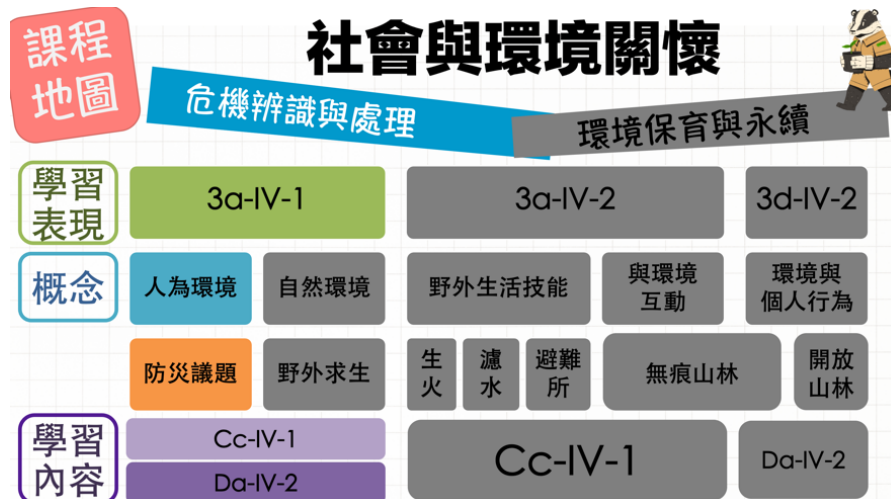 課程
地圖
社會與環境關懷
危機辨識與處理
環境保育與永續
學習
表現
3a-IV-1
3a-IV-2
3d-IV-2
概念
人為環境
自然環境
野外生活技能
與環境
互動
環境與
個人行為
防災議題
野外求生
生
火
濾
水
避難
所
無痕山林
開放
山林
學習
內容
Cc-IV-1
Da-IV-2
Cc-IV-1
Da-IV-2